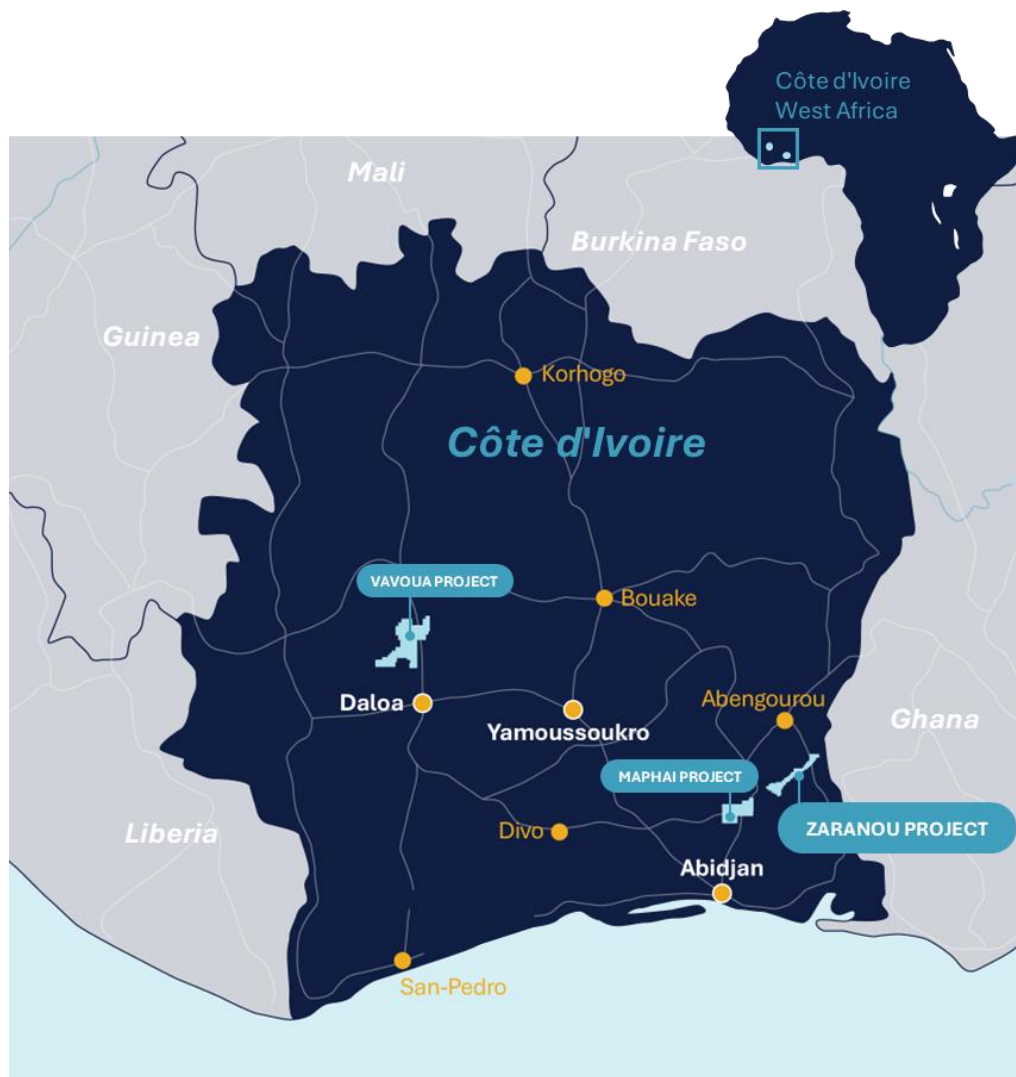 Côte d'Ivoire
West Africa
Mali
Burkina Faso
Guinea
Korhogo
Côte d'Ivoire
VAVOUA PROJECT
Bouake
Daloa
Yamoussoukro
Abengourou
Ghana
MAPHAI PROJECT
Liberia
Divo
ZARANOU PROJECT
Abidjan
San-Pedro